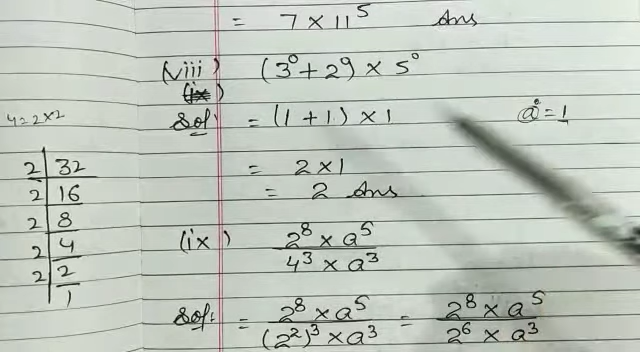 = 7 × 11⁵ Ans
(viii) (3⁰ + 2⁰) × 5⁰
(ix)
4 = 2 × 2
Sol: = (1 + 1) × 1 a⁰ = 1
2 | 32
2 | 16
2 | 8
2 | 4
2 | 2
1
= 2 × 1
= 2 Ans
(ix) 2⁸ × a⁵ / 4³ × a³
Sol: = 2⁸ × a⁵ / (2²)³ × a³ = 2⁸ × a⁵ / 2⁶ × a³